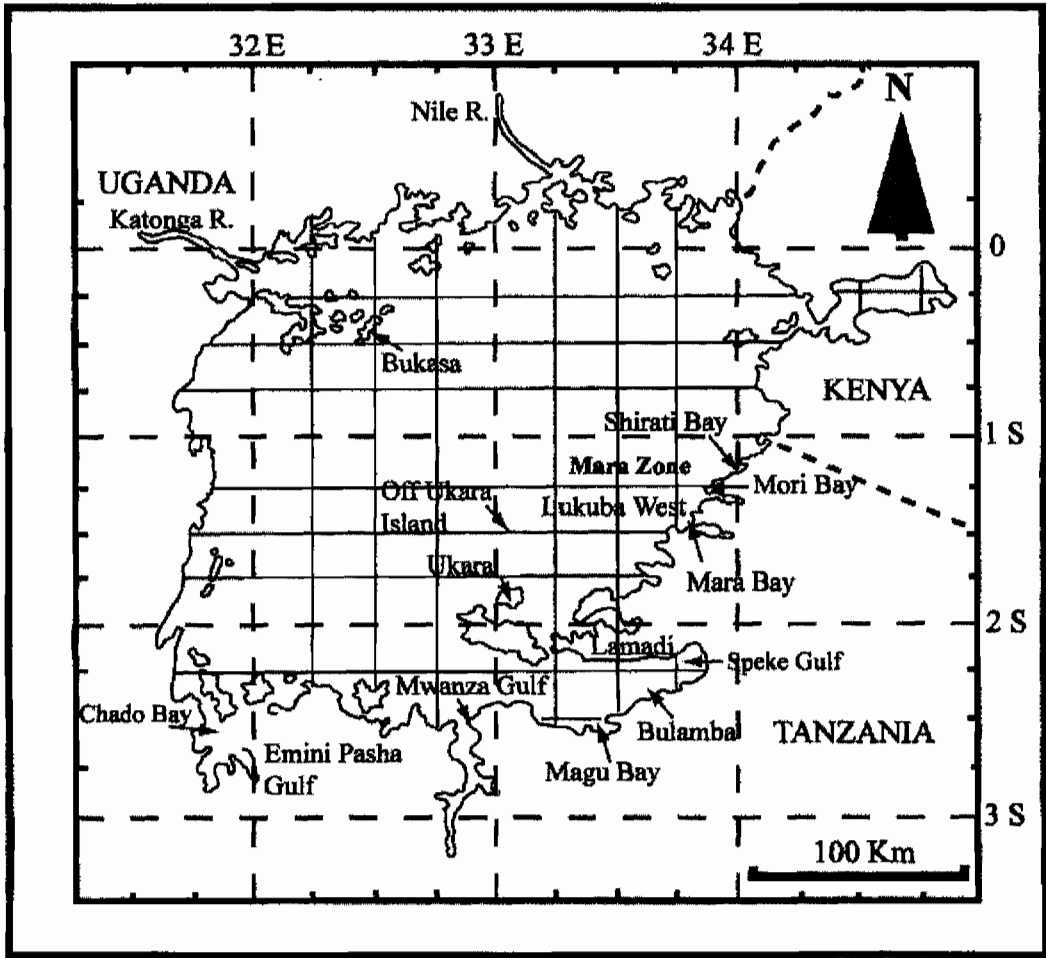 32 E
33 E
34 E
N
Nile R.
UGANDA
Katonga R.
0
Bukasa
KENYA
Shirati Bay
1 S
Mara Zone
Off Ukara
Island
Mori Bay
Lukuba West
Ukara
Mara Bay
2 S
Lamadi
Speke Gulf
Mwanza Gulf
Chado Bay
Bulamba
TANZANIA
Emini Pasha
Gulf
Magu Bay
3 S
100 Km